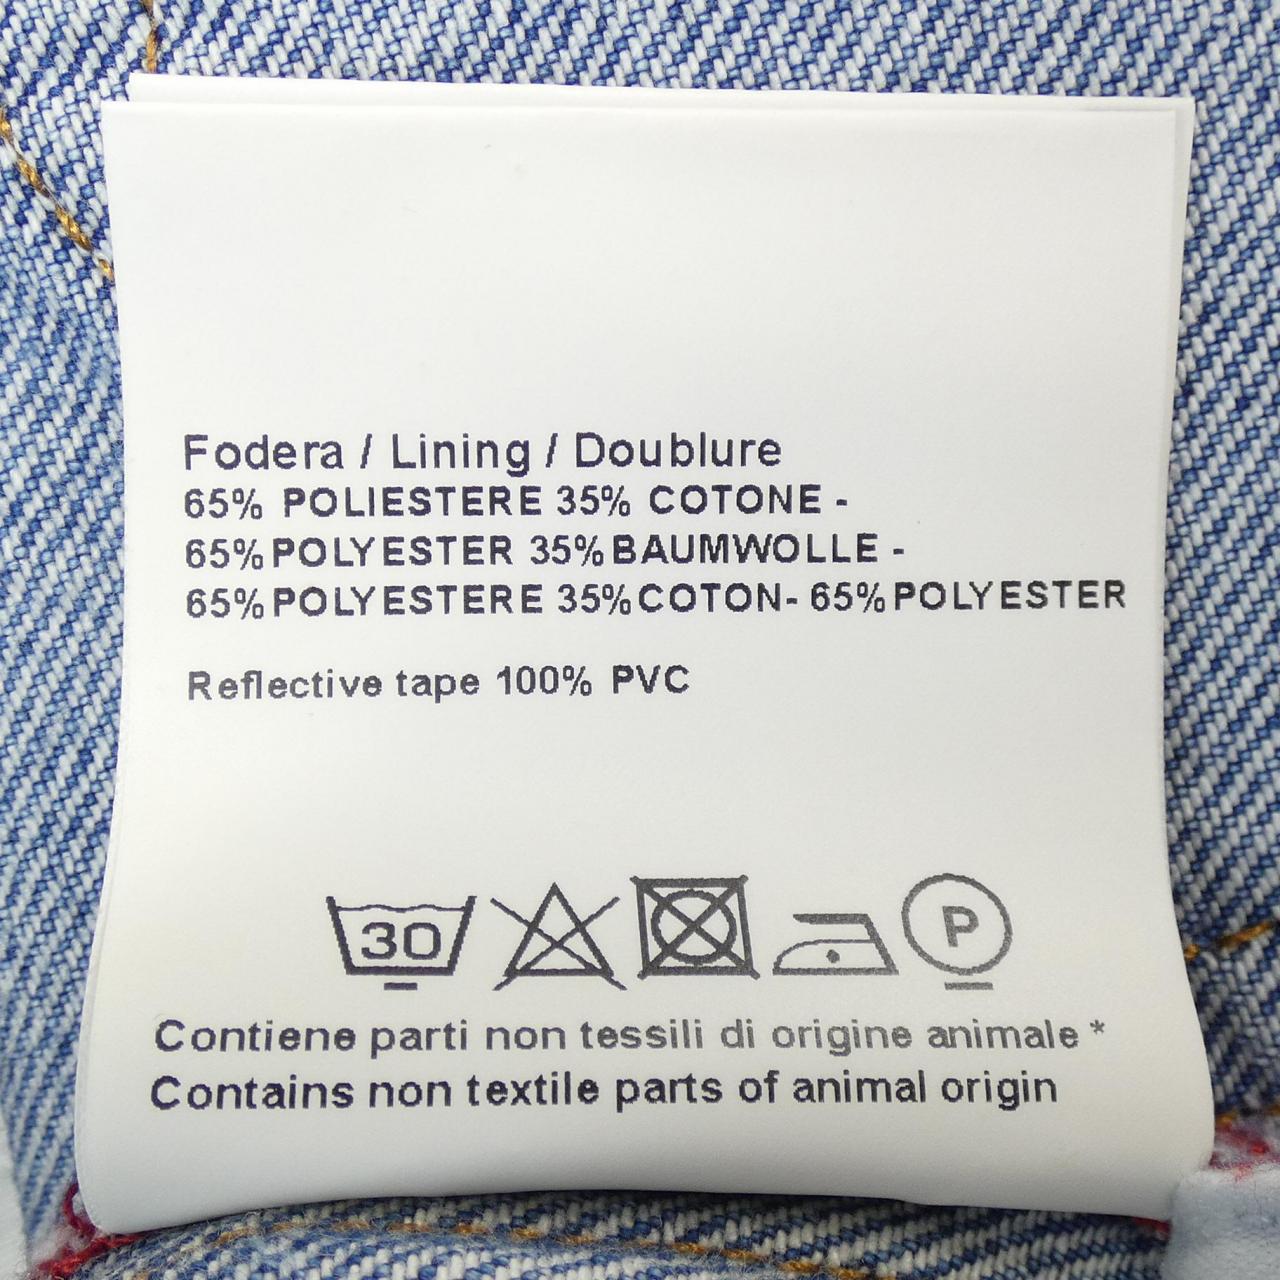 Fodera / Lining / Doublure
65% POLIESTERE 35% COTONE -
65% POLYESTER 35% BAUMWOLLE -
65% POLYESTERE 35% COTON- 65% POLYESTER
Reflective tape 100% PVC
30 P
Contiene parti non tessili di origine animale *
Contains non textile parts of animal origin